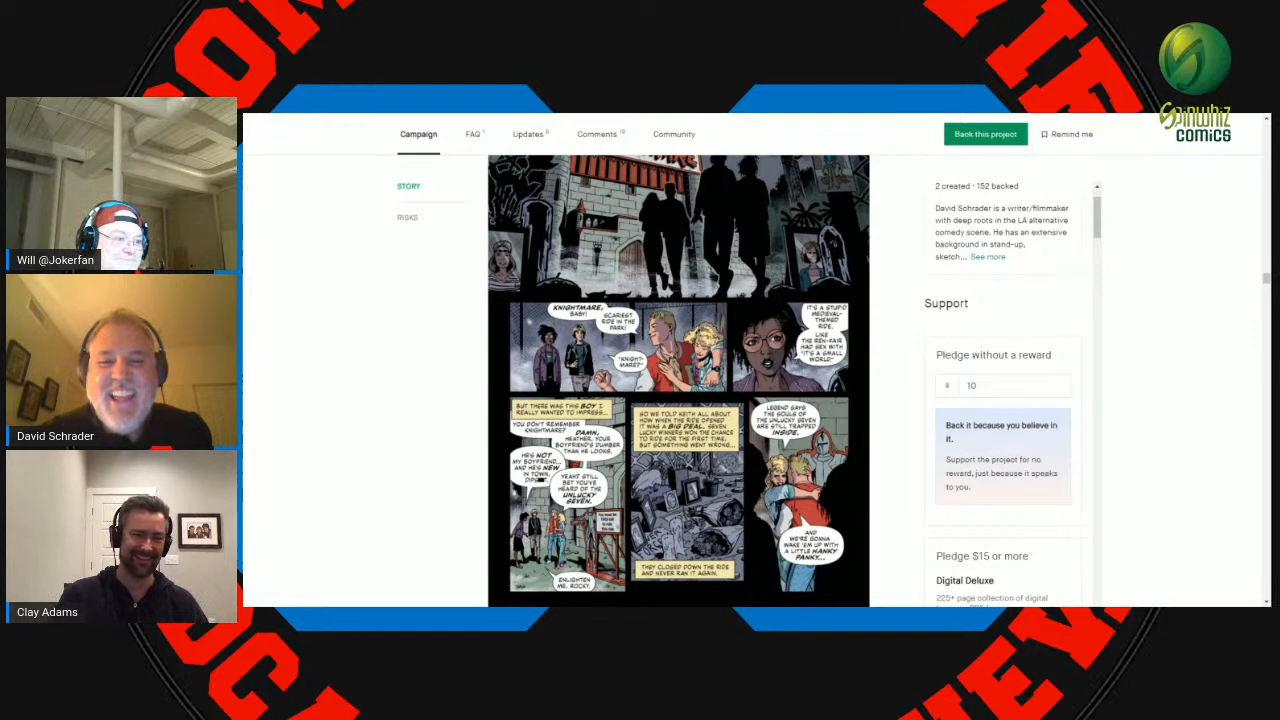 SpinWhiz
COMICS
Campaign
FAQ 1
Updates 6
Comments 19
Community
Back this project
Remind me
STORY
RISKS
KNIGHTMARE, BABY!
SCARIEST
RIDE IN THE
PARK!
"KNIGHT-
MARE?"
IT'S A STUPID
MEDIEVAL-
THEMED
RIDE.
LIKE
THE REN-FAIR
HAD SEX WITH
"IT'S A SMALL
WORLD!"
BUT THERE WAS THIS BOY I
REALLY WANTED TO IMPRESS...
YOU DON'T REMEMBER
KNIGHTMARE?
DAMN,
HEATHER, YOUR
BOYFRIEND'S DUMBER
THAN HE LOOKS.
HE'S NOT
MY BOYFRIEND...
AND HE'S NEW
IN TOWN,
YEAH? STILL
BET YOU'VE
HEARD OF THE
UNLUCKY
SEVEN.
ENLIGHTEN
ME, ROCKY.
SO WE TOLD KEITH ALL ABOUT
HOW WHEN THE RIDE OPENED
IT WAS A BIG DEAL. SEVEN
LUCKY WINNERS WON THE CHANCE
TO RIDE FOR THE FIRST TIME,
BUT SOMETHING WENT WRONG...
THEY CLOSED DOWN THE RIDE
AND NEVER RAN IT AGAIN.
LEGEND SAYS
THE SOULS OF
THE UNLUCKY SEVEN
ARE STILL TRAPPED
INSIDE.
AND
WE'RE GONNA
WAKE 'EM UP WITH
A LITTLE HANKY
PANKY...
2 created · 152 backed
David Schrader is a writer/filmmaker
with deep roots in the LA alternative
comedy scene. He has an extensive
background in stand-up,
sketch... See more
Support
Pledge without a reward
$ 10
Back it because you believe in
it.
Support the project for no
reward, just because it speaks
to you.
Pledge $15 or more
Digital Deluxe
225+ page collection of digital
Will @Jokerfan
David Schrader
Clay Adams